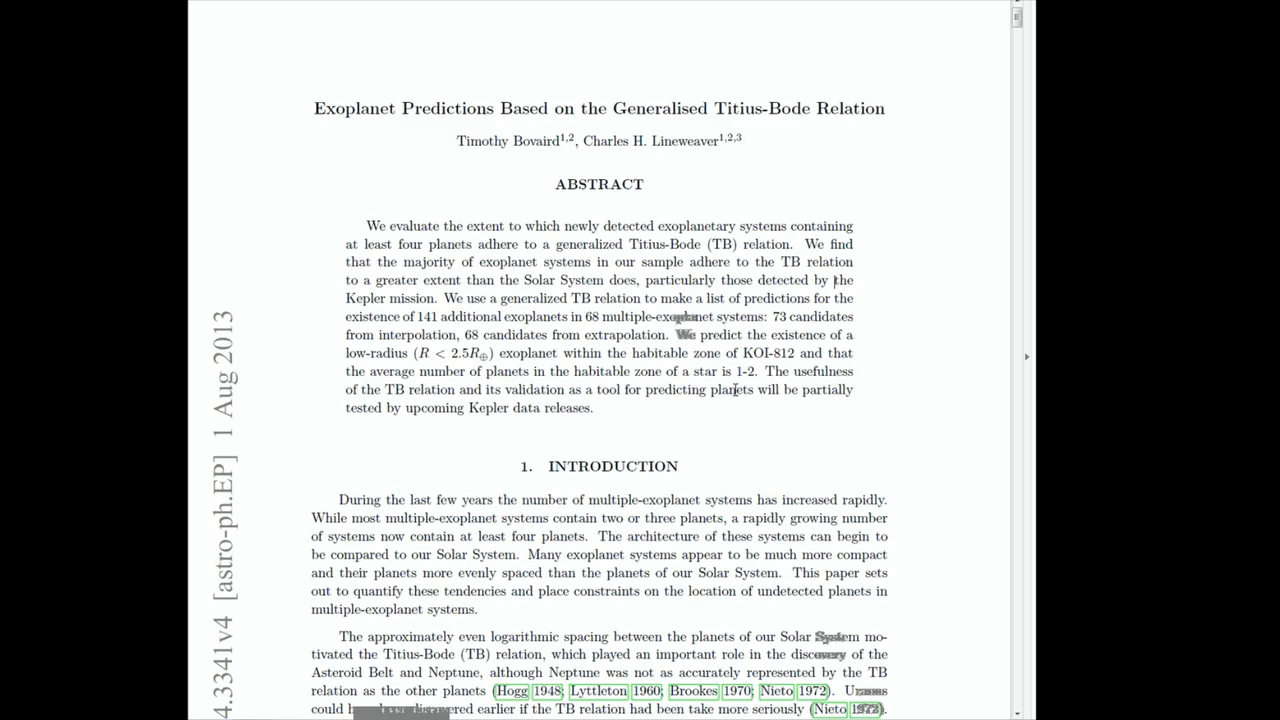 Exoplanet Predictions Based on the Generalised Titius-Bode Relation
Timothy Bovaird1,2, Charles H. Lineweaver1,2,3
ABSTRACT
We evaluate the extent to which newly detected exoplanetary systems containing
at least four planets adhere to a generalized Titius-Bode (TB) relation. We find
that the majority of exoplanet systems in our sample adhere to the TB relation
to a greater extent than the Solar System does, particularly those detected by the
Kepler mission. We use a generalized TB relation to make a list of predictions for the
existence of 141 additional exoplanets in 68 multiple-exoplanet systems: 73 candidates
from interpolation, 68 candidates from extrapolation. We predict the existence of a
low-radius (R < 2.5R⊕) exoplanet within the habitable zone of KOI-812 and that
the average number of planets in the habitable zone of a star is 1-2. The usefulness
of the TB relation and its validation as a tool for predicting planets will be partially
tested by upcoming Kepler data releases.
1. INTRODUCTION
During the last few years the number of multiple-exoplanet systems has increased rapidly.
While most multiple-exoplanet systems contain two or three planets, a rapidly growing number
of systems now contain at least four planets. The architecture of these systems can begin to
be compared to our Solar System. Many exoplanet systems appear to be much more compact
and their planets more evenly spaced than the planets of our Solar System. This paper sets
out to quantify these tendencies and place constraints on the location of undetected planets in
multiple-exoplanet systems.
The approximately even logarithmic spacing between the planets of our Solar System mo-
tivated the Titius-Bode (TB) relation, which played an important role in the discovery of the
Asteroid Belt and Neptune, although Neptune was not as accurately represented by the TB
relation as the other planets (Hogg 1948; Lyttleton 1960; Brookes 1970; Nieto 1972). Uranus
could earlier if the TB relation had been take more seriously (Nieto 1972).
4.3341v4 [astro-ph.EP] 1 Aug 2013